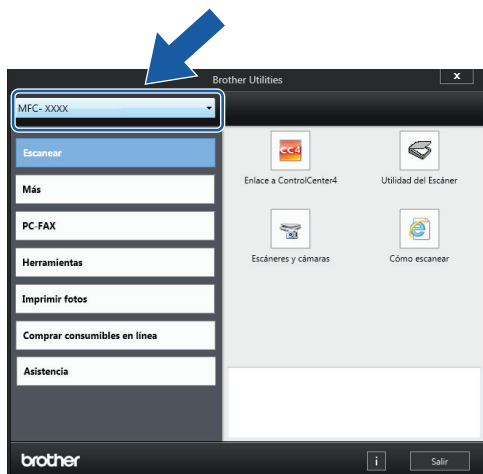 Brother Utilities
x
MFC- XXXX
Escanear
Más
PC-FAX
Herramientas
Imprimir fotos
Comprar consumibles en línea
Asistencia
CC4
Enlace a ControlCenter4
Utilidad del Escáner
Escáneres y cámaras
Cómo escanear
brother
i
Salir